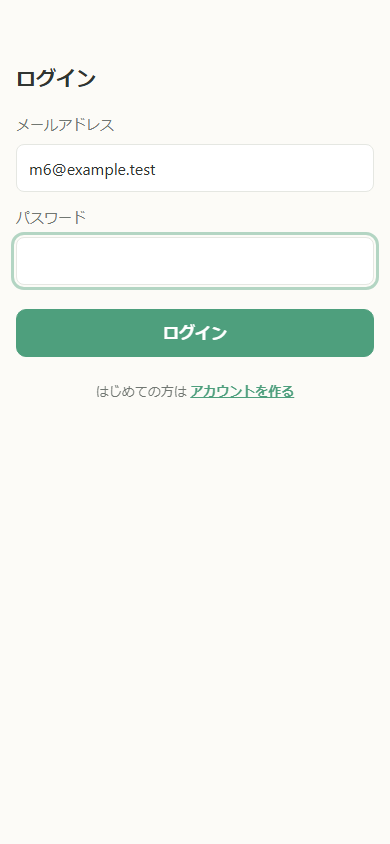 ログイン
メールアドレス
m6@example.test
パスワード
ログイン
はじめての方は アカウントを作る